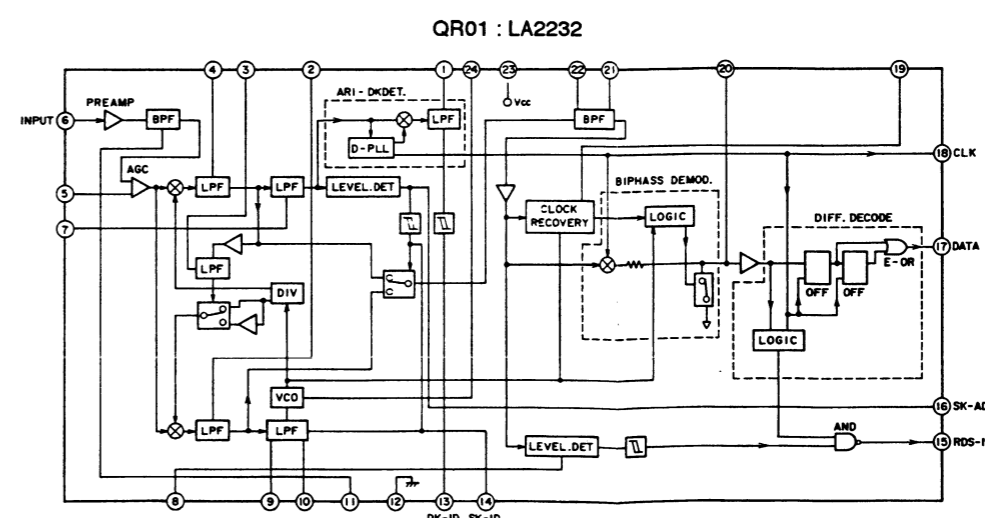 QR01 : LA2232
4 3 2 1 24 23 22 21 20 19
ARI - DKDET.
Vcc
PREAMP
INPUT 6 BPF LPF BPF
D-PLL 18 CLK
AGC
5 LPF LPF LEVEL.DET BIPHASS DEMOD.
CLOCK RECOVERY LOGIC DIFF. DECODE
7
17 DATA
E-OR
LPF
OFF OFF
DIV
LOGIC
VCO
16 SK-AD
LPF LPF AND
LEVEL.DET 15
8 9 10 11 12 13 14
DK-ID SK-ID